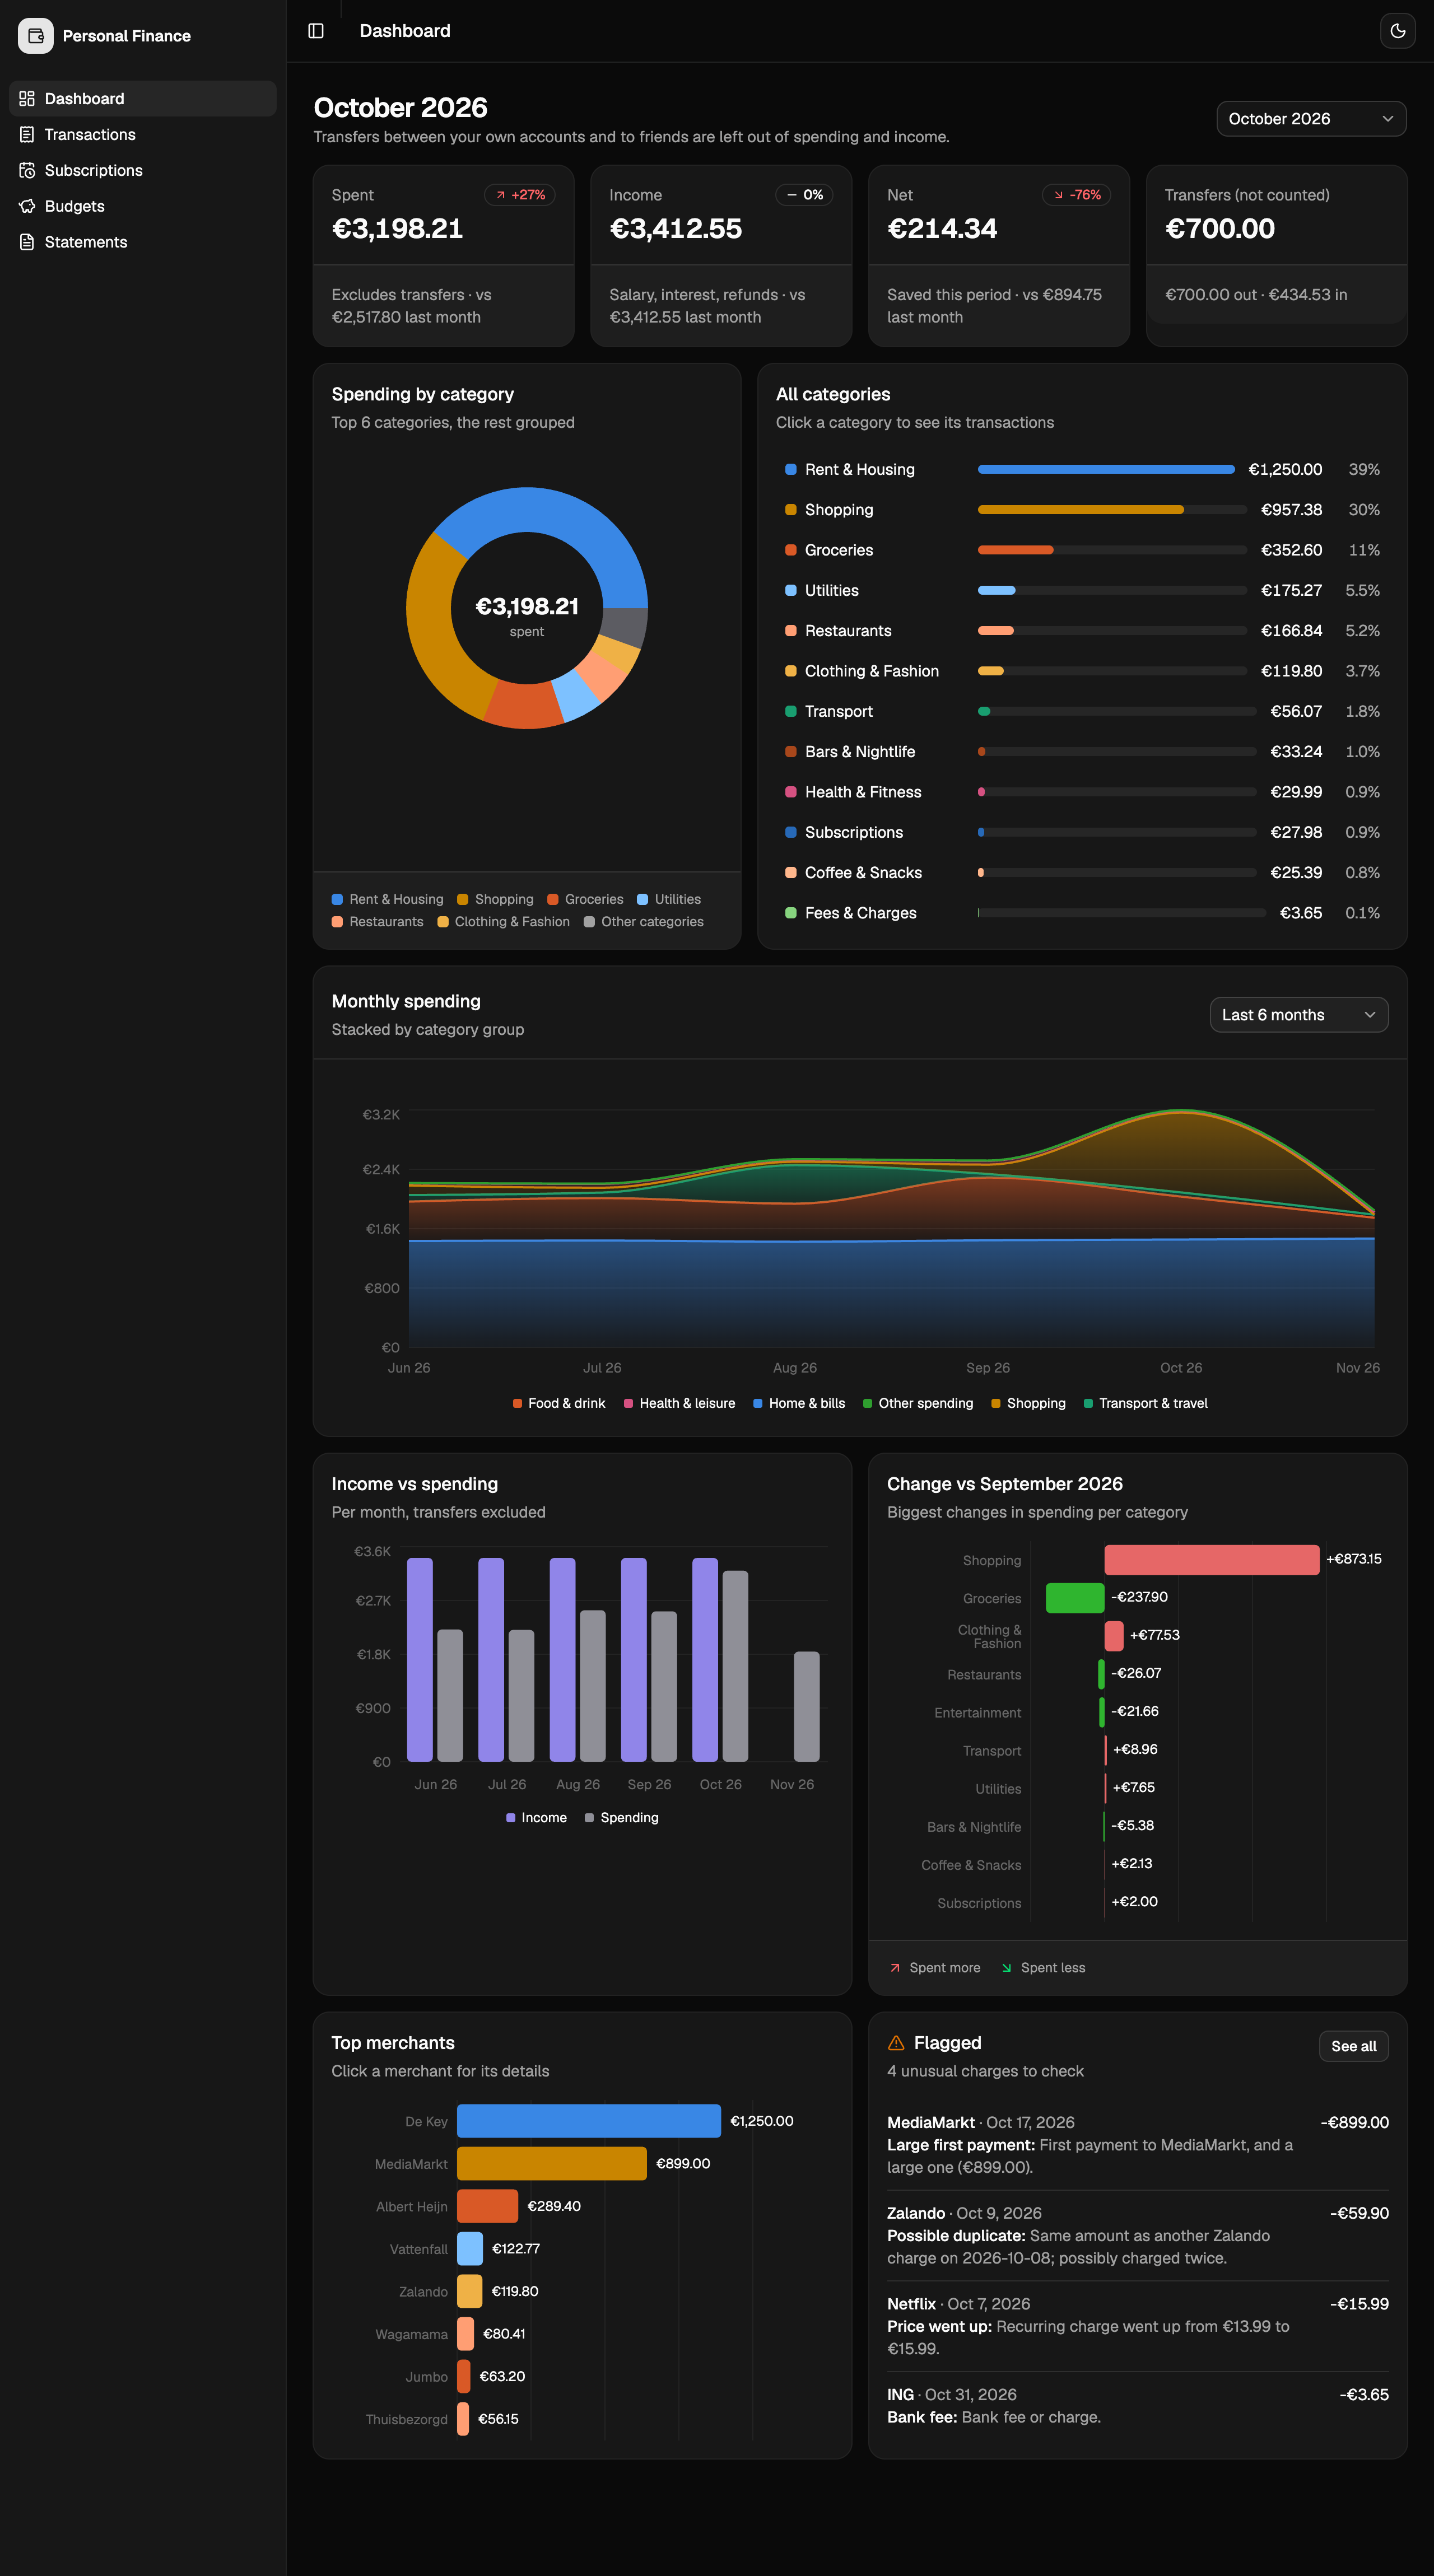 Personal Finance
Dashboard
Transactions
Subscriptions
Budgets
Statements
Dashboard
October 2026
Transfers between your own accounts and to friends are left out of spending and income.
October 2026
Spent
+27%
€3,198.21
Excludes transfers · vs
€2,517.80 last month
Income
0%
€3,412.55
Salary, interest, refunds · vs
€3,412.55 last month
Net
-76%
€214.34
Saved this period · vs €894.75
last month
Transfers (not counted)
€700.00
€700.00 out · €434.53 in
Spending by category
Top 6 categories, the rest grouped
€3,198.21
spent
Rent & Housing Shopping Groceries Utilities
Restaurants Clothing & Fashion Other categories
All categories
Click a category to see its transactions
Rent & Housing €1,250.00 39%
Shopping €957.38 30%
Groceries €352.60 11%
Utilities €175.27 5.5%
Restaurants €166.84 5.2%
Clothing & Fashion €119.80 3.7%
Transport €56.07 1.8%
Bars & Nightlife €33.24 1.0%
Health & Fitness €29.99 0.9%
Subscriptions €27.98 0.9%
Coffee & Snacks €25.39 0.8%
Fees & Charges €3.65 0.1%
Monthly spending
Stacked by category group
Last 6 months
€3.2K
€2.4K
€1.6K
€800
€0
Jun 26 Jul 26 Aug 26 Sep 26 Oct 26 Nov 26
Food & drink Health & leisure Home & bills Other spending Shopping Transport & travel
Income vs spending
Per month, transfers excluded
€3.6K
€2.7K
€1.8K
€900
€0
Jun 26 Jul 26 Aug 26 Sep 26 Oct 26 Nov 26
Income Spending
Change vs September 2026
Biggest changes in spending per category
Shopping +€873.15
Groceries -€237.90
Clothing &
Fashion +€77.53
Restaurants -€26.07
Entertainment -€21.66
Transport +€8.96
Utilities +€7.65
Bars & Nightlife -€5.38
Coffee & Snacks +€2.13
Subscriptions +€2.00
Spent more Spent less
Top merchants
Click a merchant for its details
De Key €1,250.00
MediaMarkt €899.00
Albert Heijn €289.40
Vattenfall €122.77
Zalando €119.80
Wagamama €80.41
Jumbo €63.20
Thuisbezorgd €56.15
Flagged
See all
4 unusual charges to check
MediaMarkt · Oct 17, 2026 -€899.00
Large first payment: First payment to MediaMarkt, and a
large one (€899.00).
Zalando · Oct 9, 2026 -€59.90
Possible duplicate: Same amount as another Zalando
charge on 2026-10-08; possibly charged twice.
Netflix · Oct 7, 2026 -€15.99
Price went up: Recurring charge went up from €13.99 to
€15.99.
ING · Oct 31, 2026 -€3.65
Bank fee: Bank fee or charge.